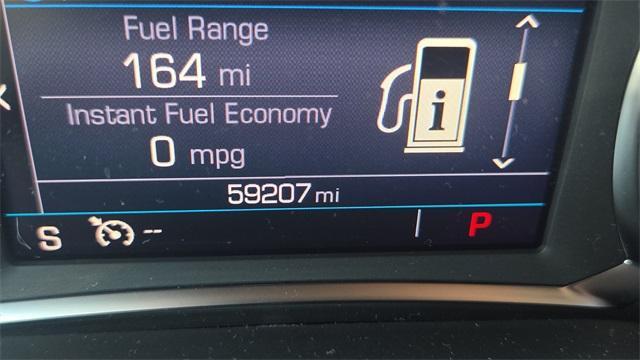 Fuel Range
164 mi
Instant Fuel Economy
0 mpg
i
59207 mi
S -- P